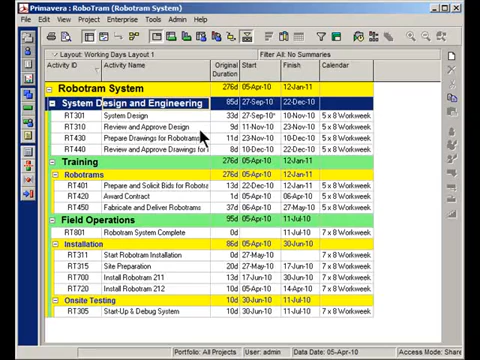 Primavera : RoboTram (Robotram System)
File Edit View Project Enterprise Tools Admin Help
Layout: Working Days Layout 1 Filter All: No Summaries
Activity ID Activity Name Original Duration Start Finish Calendar
Robotram System 276d 05-Apr-10 12-Jan-11
System Design and Engineering 85d 27-Sep-10 22-Dec-10
RT301 System Design 33d 27-Sep-10* 10-Nov-10 5 x 8 Workweek
RT310 Review and Approve Design 9d 11-Nov-10 23-Nov-10 5 x 8 Workweek
RT430 Prepare Drawings for Robotrams 11d 23-Nov-10 08-Dec-10 5 x 8 Workweek
RT440 Review and Approve Drawings for 8d 10-Dec-10 22-Dec-10 5 x 8 Workweek
Training 276d 05-Apr-10 12-Jan-11
Robotrams 276d 05-Apr-10 12-Jan-11
RT401 Prepare and Solicit Bids for Robotra 13d 22-Dec-10 12-Jan-11 5 x 8 Workweek
RT420 Award Contract 1d 05-Apr-10 05-Apr-10 5 x 8 Workweek
RT450 Fabricate and Deliver Robotrams 37d 06-Apr-10 27-May-10 5 x 8 Workweek
Field Operations 95d 05-Apr-10 11-Jul-10
RT801 Robotram System Complete 0d 11-Jul-10 5 x 8 Workweek
Installation 86d 05-Apr-10 30-Jun-10
RT311 Start Robotram Installation 0d 27-May-10 5 x 8 Workweek
RT315 Site Preparation 20d 05-Apr-10 30-Apr-10 5 x 8 Workweek
RT700 Install Robotram 211 13d 27-May-10 14-Jun-10 5 x 8 Workweek
RT720 Install Robotram 212 10d 15-Jun-10 30-Jun-10 5 x 8 Workweek
Onsite Testing 10d 30-Jun-10 11-Jul-10
RT305 Start-Up & Debug System 10d 30-Jun-10 11-Jul-10 7 x 8 Workweek
Portfolio: All Projects User: admin Data Date: 05-Apr-10 Access Mode: Share